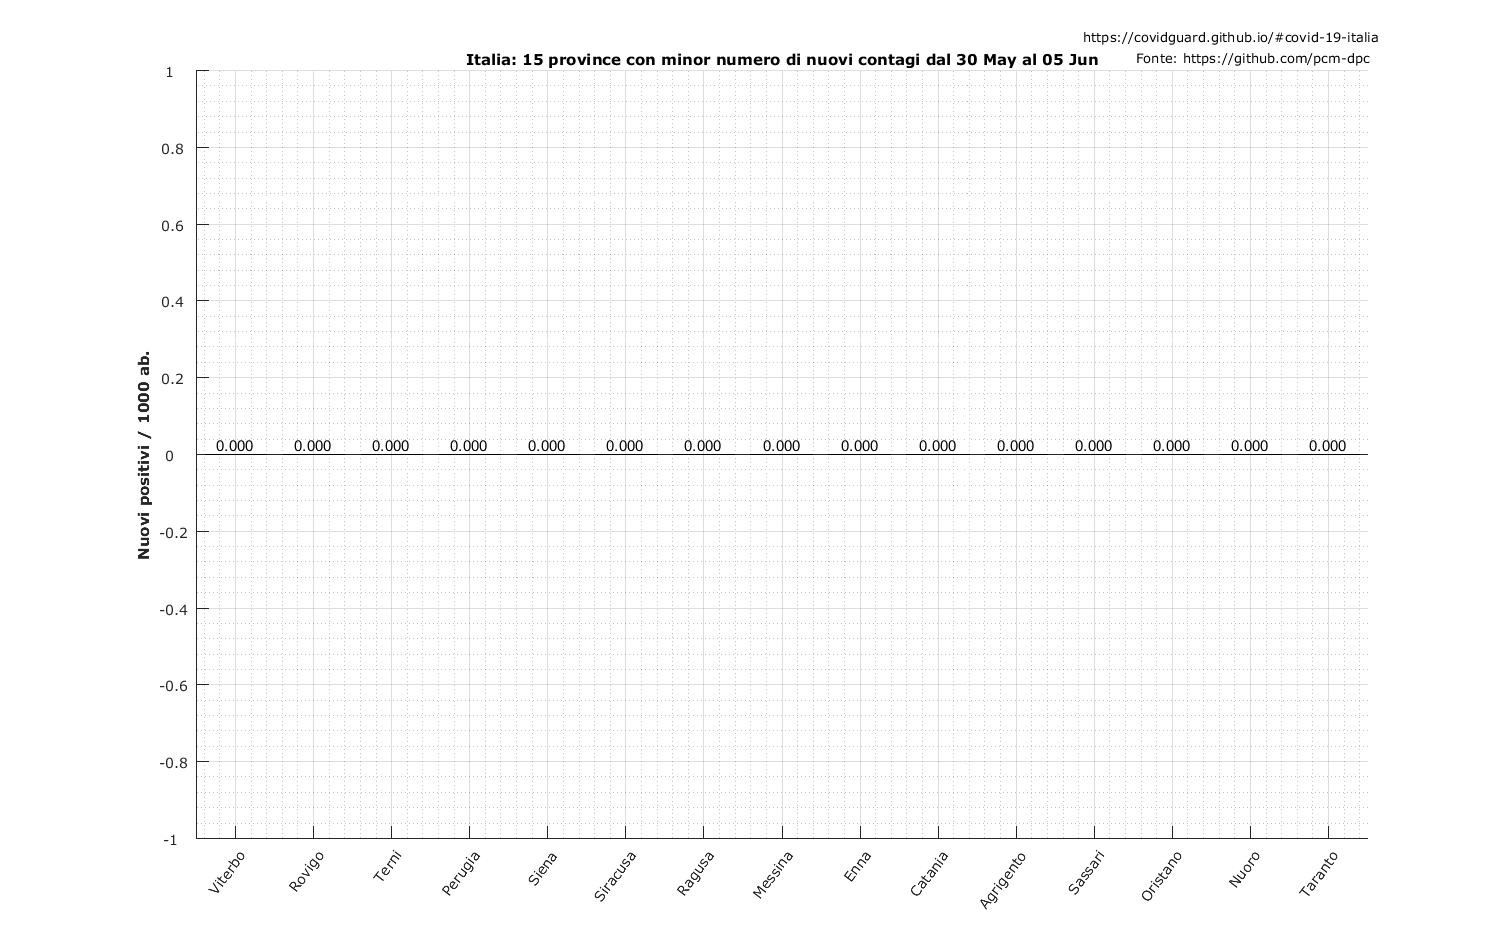 https://covidguard.github.io/#covid-19-italia
Italia: 15 province con minor numero di nuovi contagi dal 30 May al 05 Jun
Fonte: https://github.com/pcm-dpc
Nuovi positivi / 1000 ab.
1
0.8
0.6
0.4
0.2
0
-0.2
-0.4
-0.6
-0.8
-1
0.000 0.000 0.000 0.000 0.000 0.000 0.000 0.000 0.000 0.000 0.000 0.000 0.000 0.000 0.000
Viterbo
Rovigo
Terni
Perugia
Siena
Siracusa
Ragusa
Messina
Enna
Catania
Agrigento
Sassari
Oristano
Nuoro
Taranto